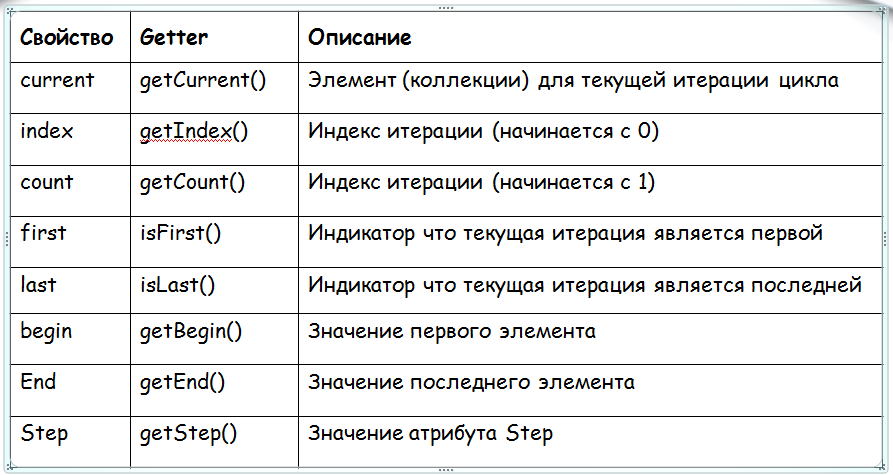 Свойство Getter Описание
current getCurrent() Элемент (коллекции) для текущей итерации цикла
index getIndex() Индекс итерации (начинается с 0)
count getCount() Индекс итерации (начинается с 1)
first isFirst() Индикатор что текущая итерация является первой
last isLast() Индикатор что текущая итерация является последней
begin getBegin() Значение первого элемента
End getEnd() Значение последнего элемента
Step getStep() Значение атрибута Step